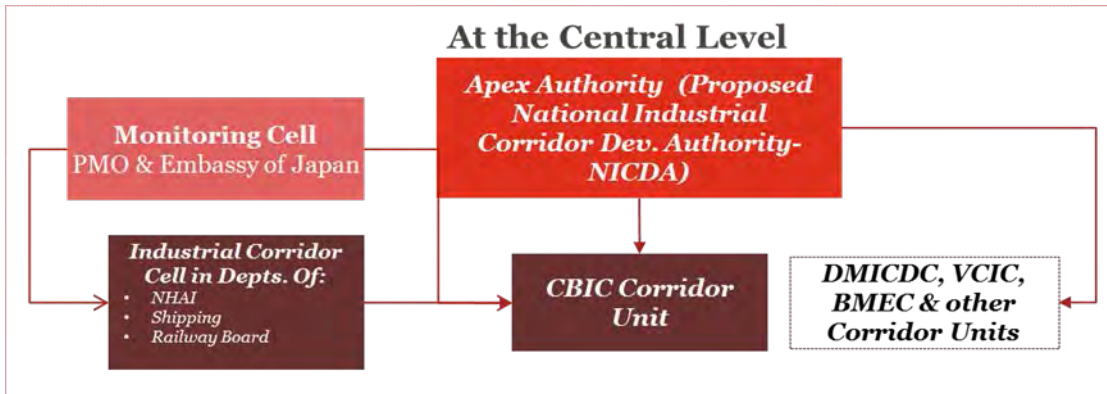 At the Central Level
Apex Authority (Proposed
National Industrial
Corridor Dev. Authority-
NICDA)
Monitoring Cell
PMO & Embassy of Japan
Industrial Corridor
Cell in Depts. Of:
• NHAI
• Shipping
• Railway Board
CBIC Corridor
Unit
DMICDC, VCIC,
BMEC & other
Corridor Units